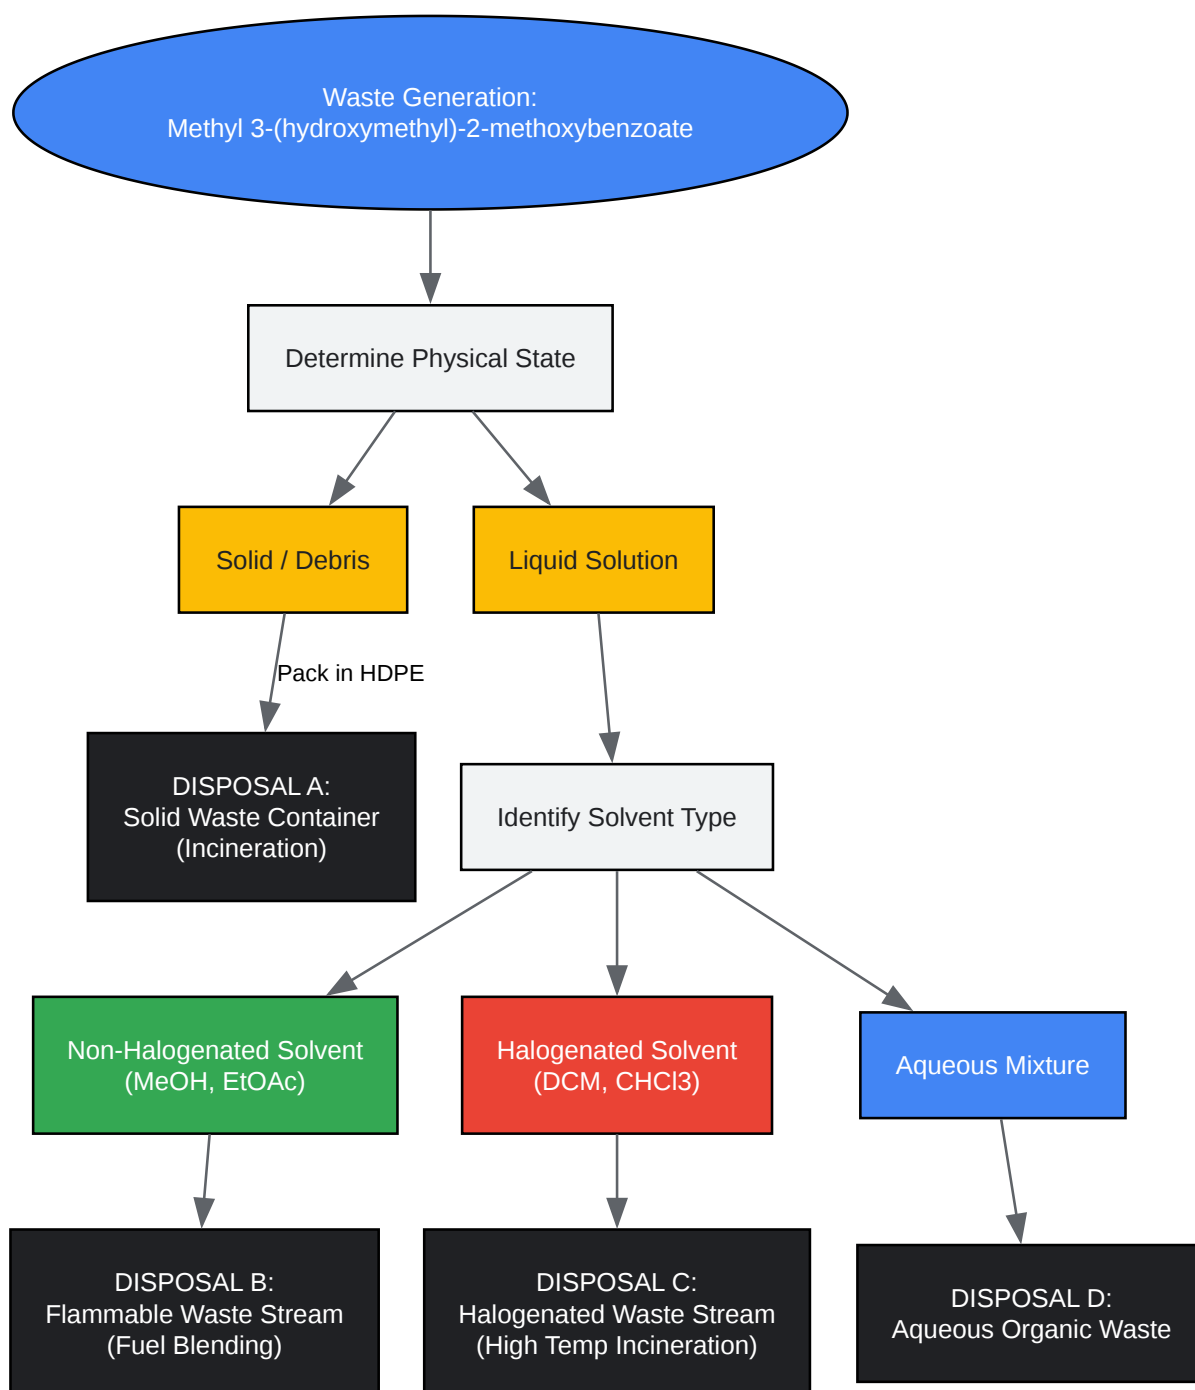 Waste Generation:
Methyl 3-(hydroxymethyl)-2-methoxybenzoate
Determine Physical State
Solid / Debris
Liquid Solution
Pack in HDPE
DISPOSAL A:
Solid Waste Container
(Incineration)
Identify Solvent Type
Non-Halogenated Solvent
(MeOH, EtOAc)
Halogenated Solvent
(DCM, CHCl3)
Aqueous Mixture
DISPOSAL B:
Flammable Waste Stream
(Fuel Blending)
DISPOSAL C:
Halogenated Waste Stream
(High Temp Incineration)
DISPOSAL D:
Aqueous Organic Waste